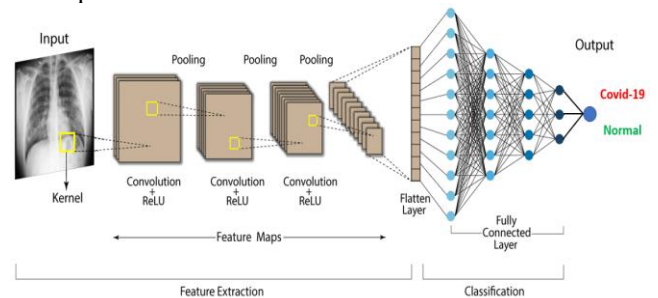 Input
Pooling Pooling Pooling
Output
Covid-19
Normal
Kernel
Convolution
+
ReLU
Convolution
+
ReLU
Convolution
+
ReLU
Flatten
Layer
Fully
Connected
Layer
Feature Maps
Feature Extraction
Classification